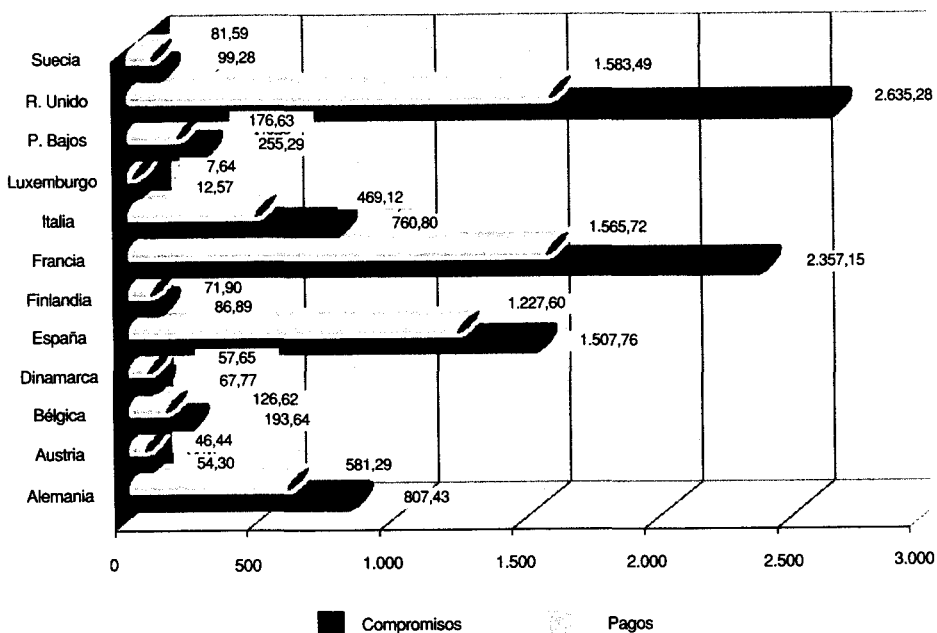 Suecia 81,59 99,28
R. Unido 1.583,49 2.635,28
P. Bajos 176,63 255,29
Luxemburgo 7,64 12,57
Italia 469,12 760,80
Francia 1.565,72 2.357,15
Finlandia 71,90 86,89
España 1.227,60 1.507,76
Dinamarca 57,65 67,77
Bélgica 126,62 193,64
Austria 46,44 54,30
Alemania 581,29 807,43
0 500 1.000 1.500 2.000 2.500 3.000
Compromisos Pagos